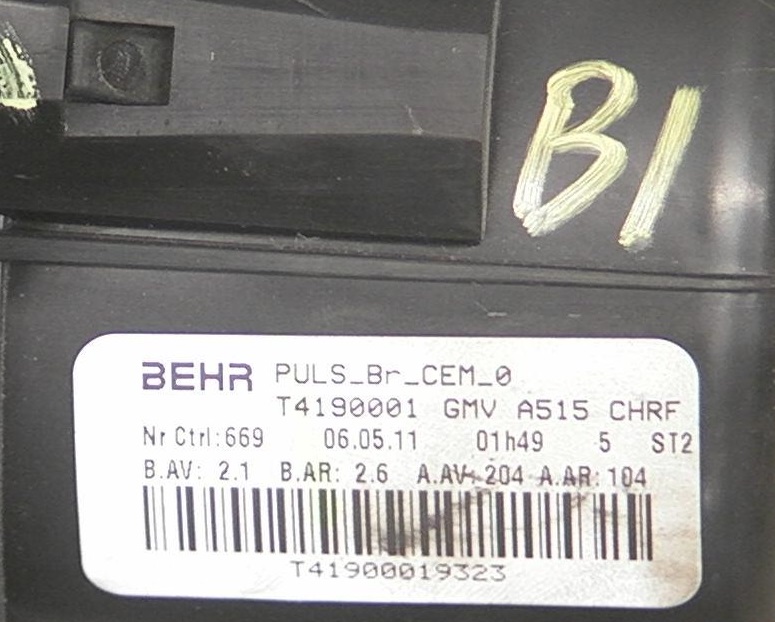 B1
BEHR PULS_Br_CEM_0
T4190001 GMV A515 CHRF
Nr Ctrl:669 06.05.11 01h49 5 ST2
B.AV: 2.1 B.AR: 2.6 A.AV:204 A.AR:104
T41900019323